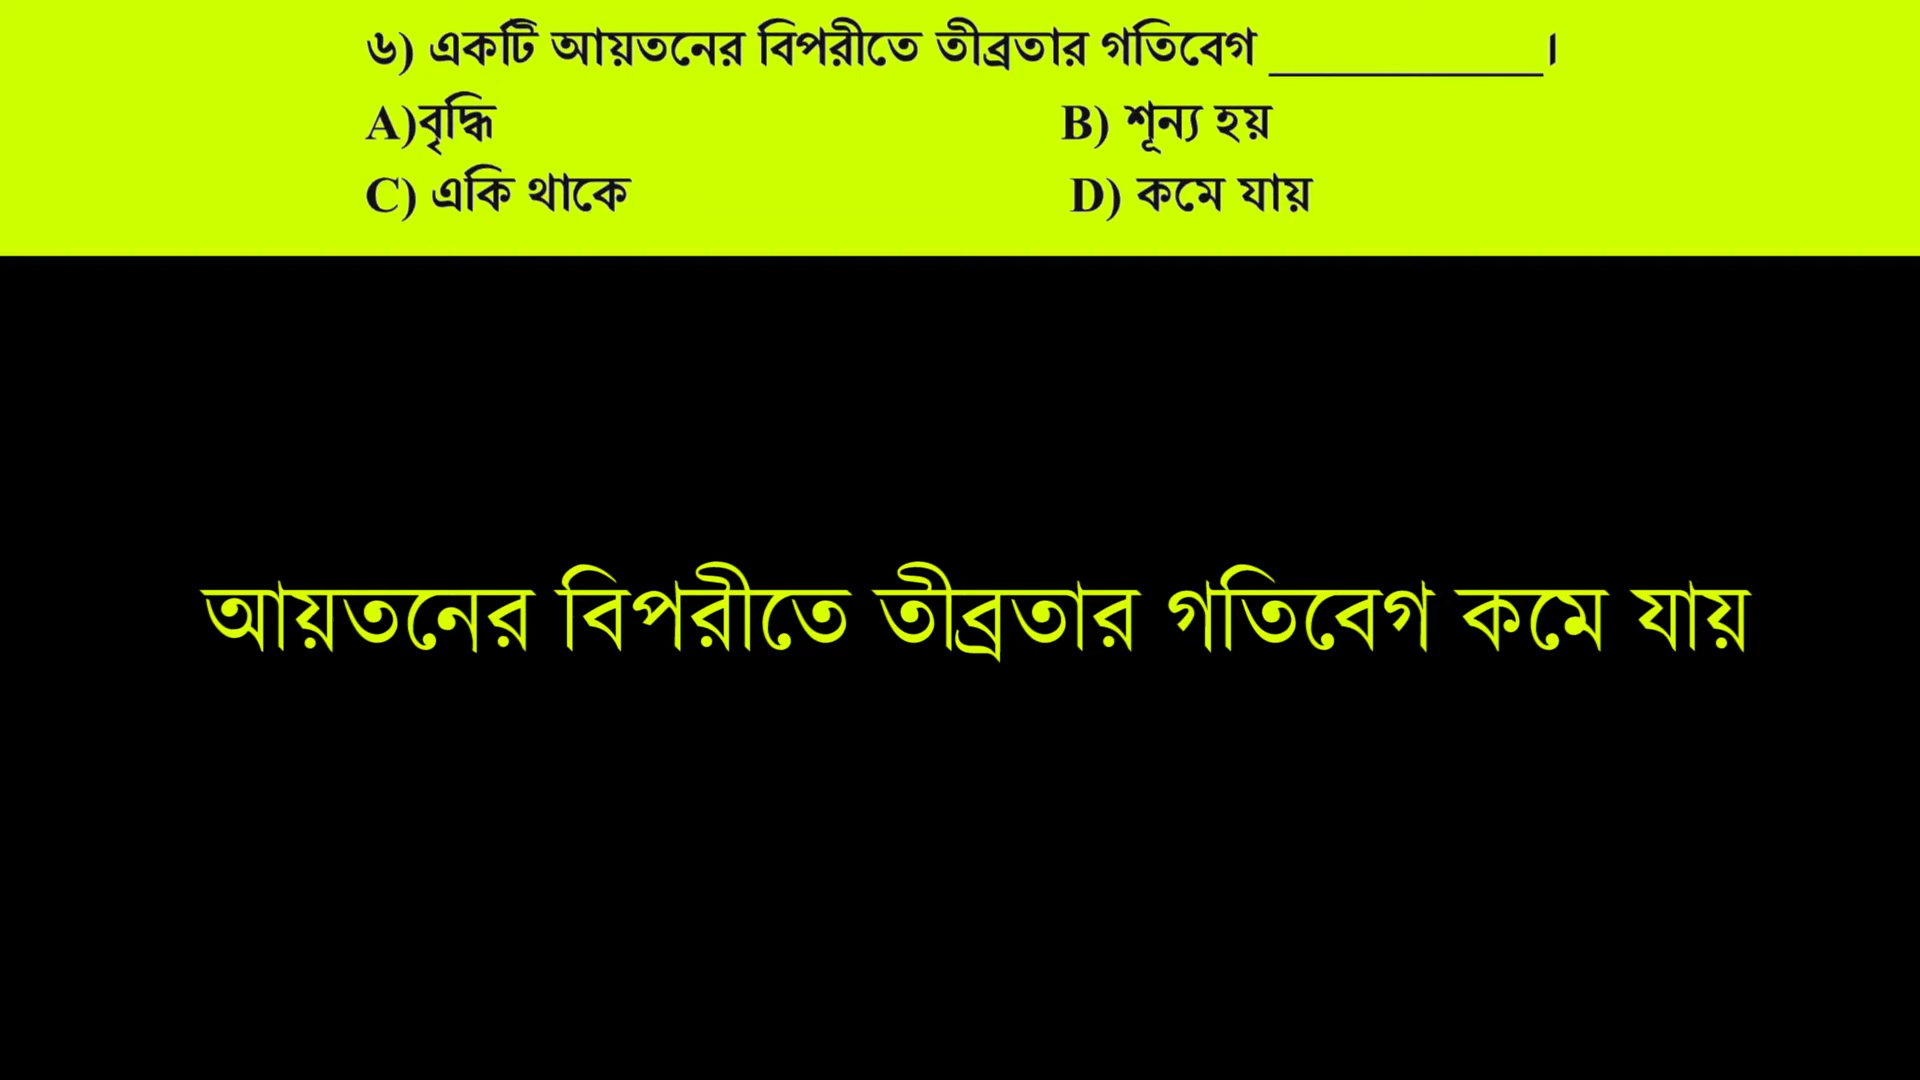 ৬) একটি আয়তনের বিপরীতে তীব্রতার গতিবেগ ___________।
A)বৃদ্ধি B) শূন্য হয়
C) একি থাকে D) কমে যায়
আয়তনের বিপরীতে তীব্রতার গতিবেগ কমে যায়